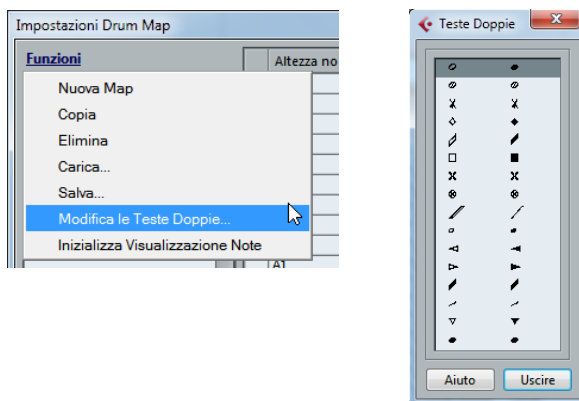 Impostazioni Drum Map
Funzioni
Altezza no
Nuova Map
Copia
Elimina
Carica...
Salva...
Modifica le Teste Doppie...
Inizializza Visualizzazione Note
A1
Teste Doppie
Aiuto
Uscire